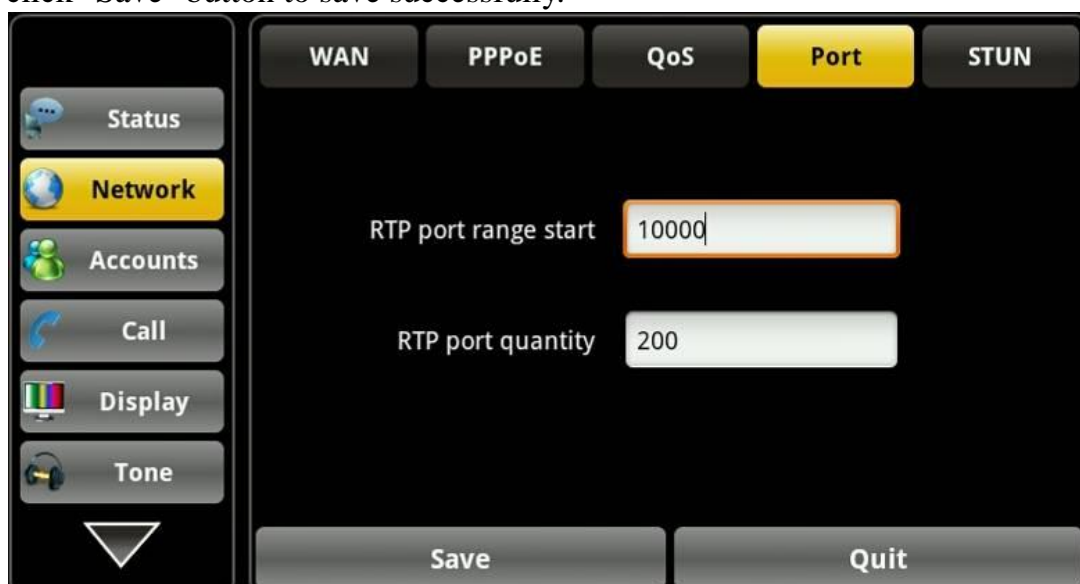 click "Save" button to save successfully.
WAN PPPoE QoS Port STUN
Status
Network
Accounts
Call
Display
Tone
RTP port range start 10000
RTP port quantity 200
Save Quit